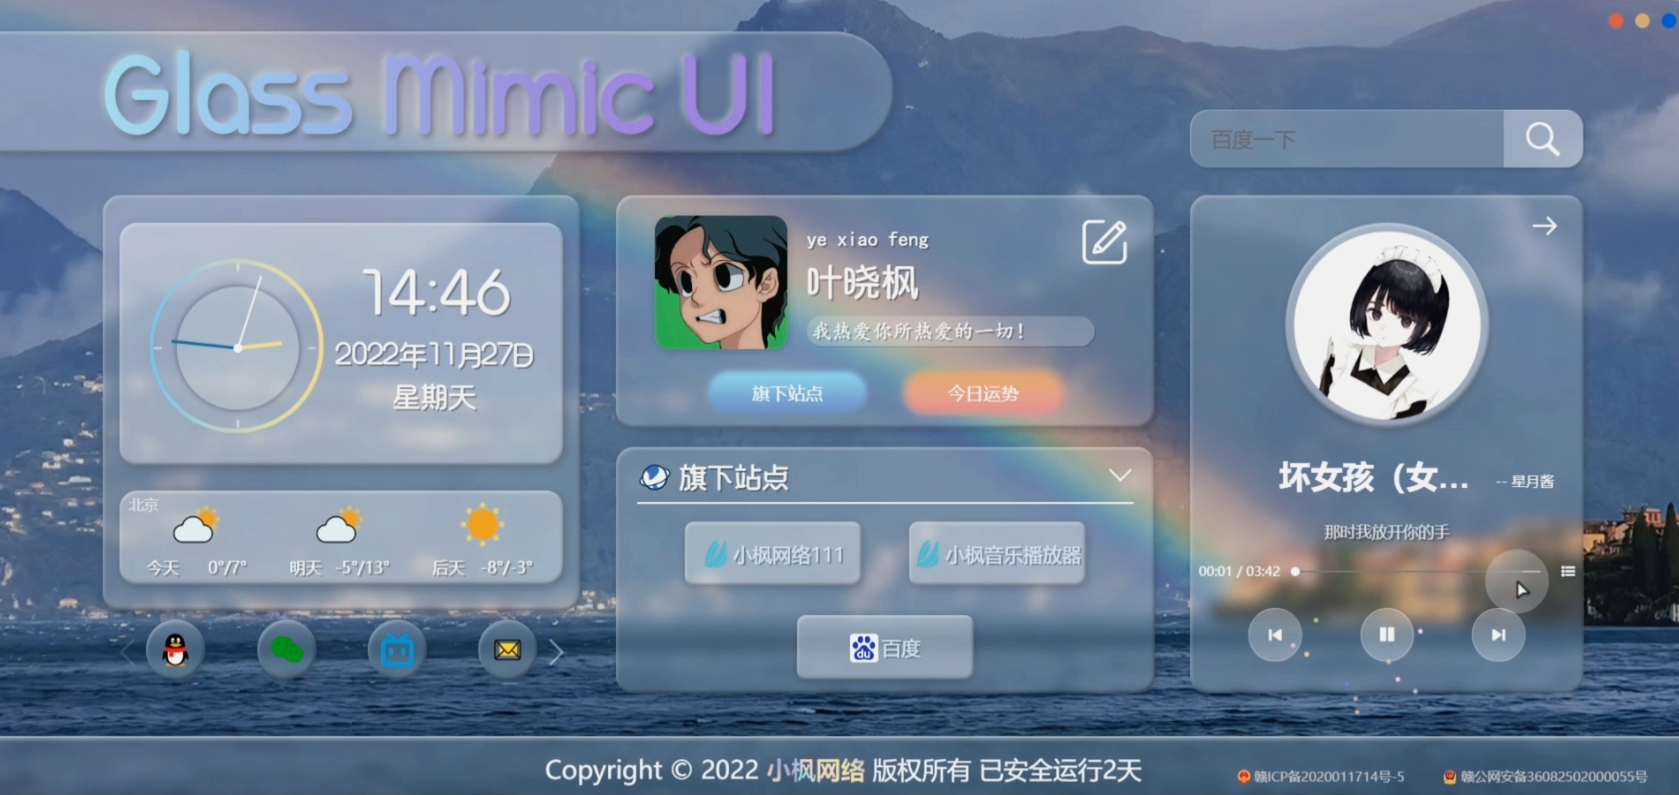 Glass Mimic UI
百度一下
14:46
2022年11月27日
星期天
北京
今天 0°/7°
明天 -5°/13°
后天 -8°/-3°
ye xiao feng
叶晓枫
我热爱你所热爱的一切!
旗下站点
今日运势
旗下站点
小枫网络111
小枫音乐播放器
du 百度
坏女孩（女... -- 星月酱
那时我放开你的手
00:01 / 03:42
Copyright © 2022 小枫网络 版权所有 已安全运行2天
赣ICP备2020011714号-5
赣公网安备36082502000055号